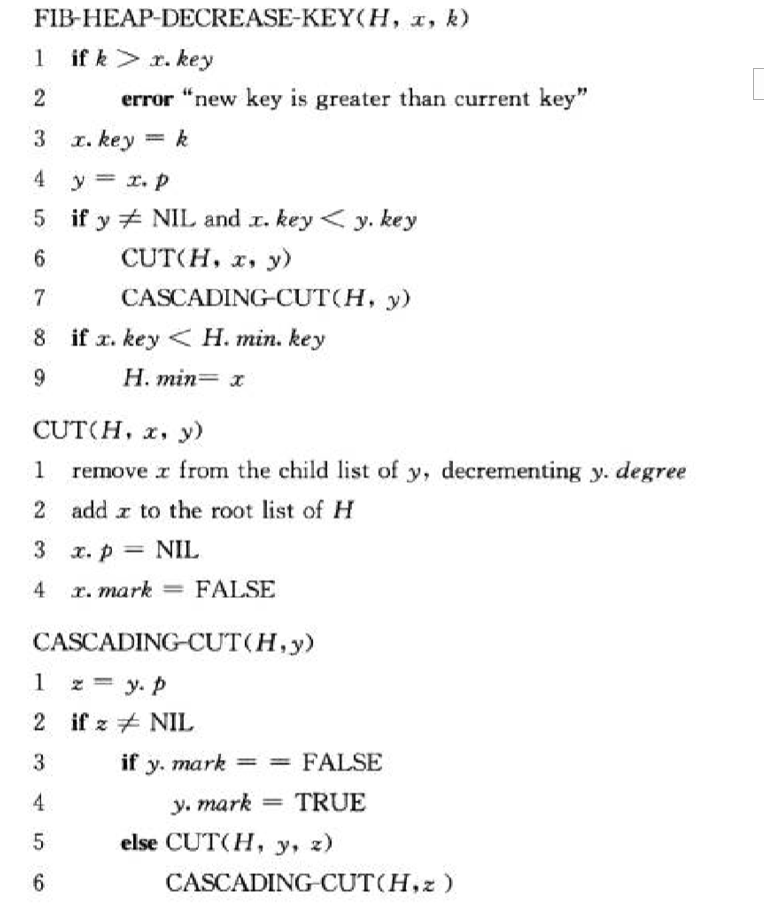 FIB-HEAP-DECREASE-KEY(H, x, k)
1 if k > x. key
2 error “new key is greater than current key”
3 x. key = k
4 y = x. p
5 if y ≠ NIL and x. key < y. key
6 CUT(H, x, y)
7 CASCADING-CUT(H, y)
8 if x. key < H. min. key
9 H. min= x
CUT(H, x, y)
1 remove x from the child list of y, decrementing y. degree
2 add x to the root list of H
3 x. p = NIL
4 x. mark = FALSE
CASCADING-CUT(H,y)
1 z = y. p
2 if z ≠ NIL
3 if y. mark = = FALSE
4 y. mark = TRUE
5 else CUT(H, y, z)
6 CASCADING-CUT(H,z )